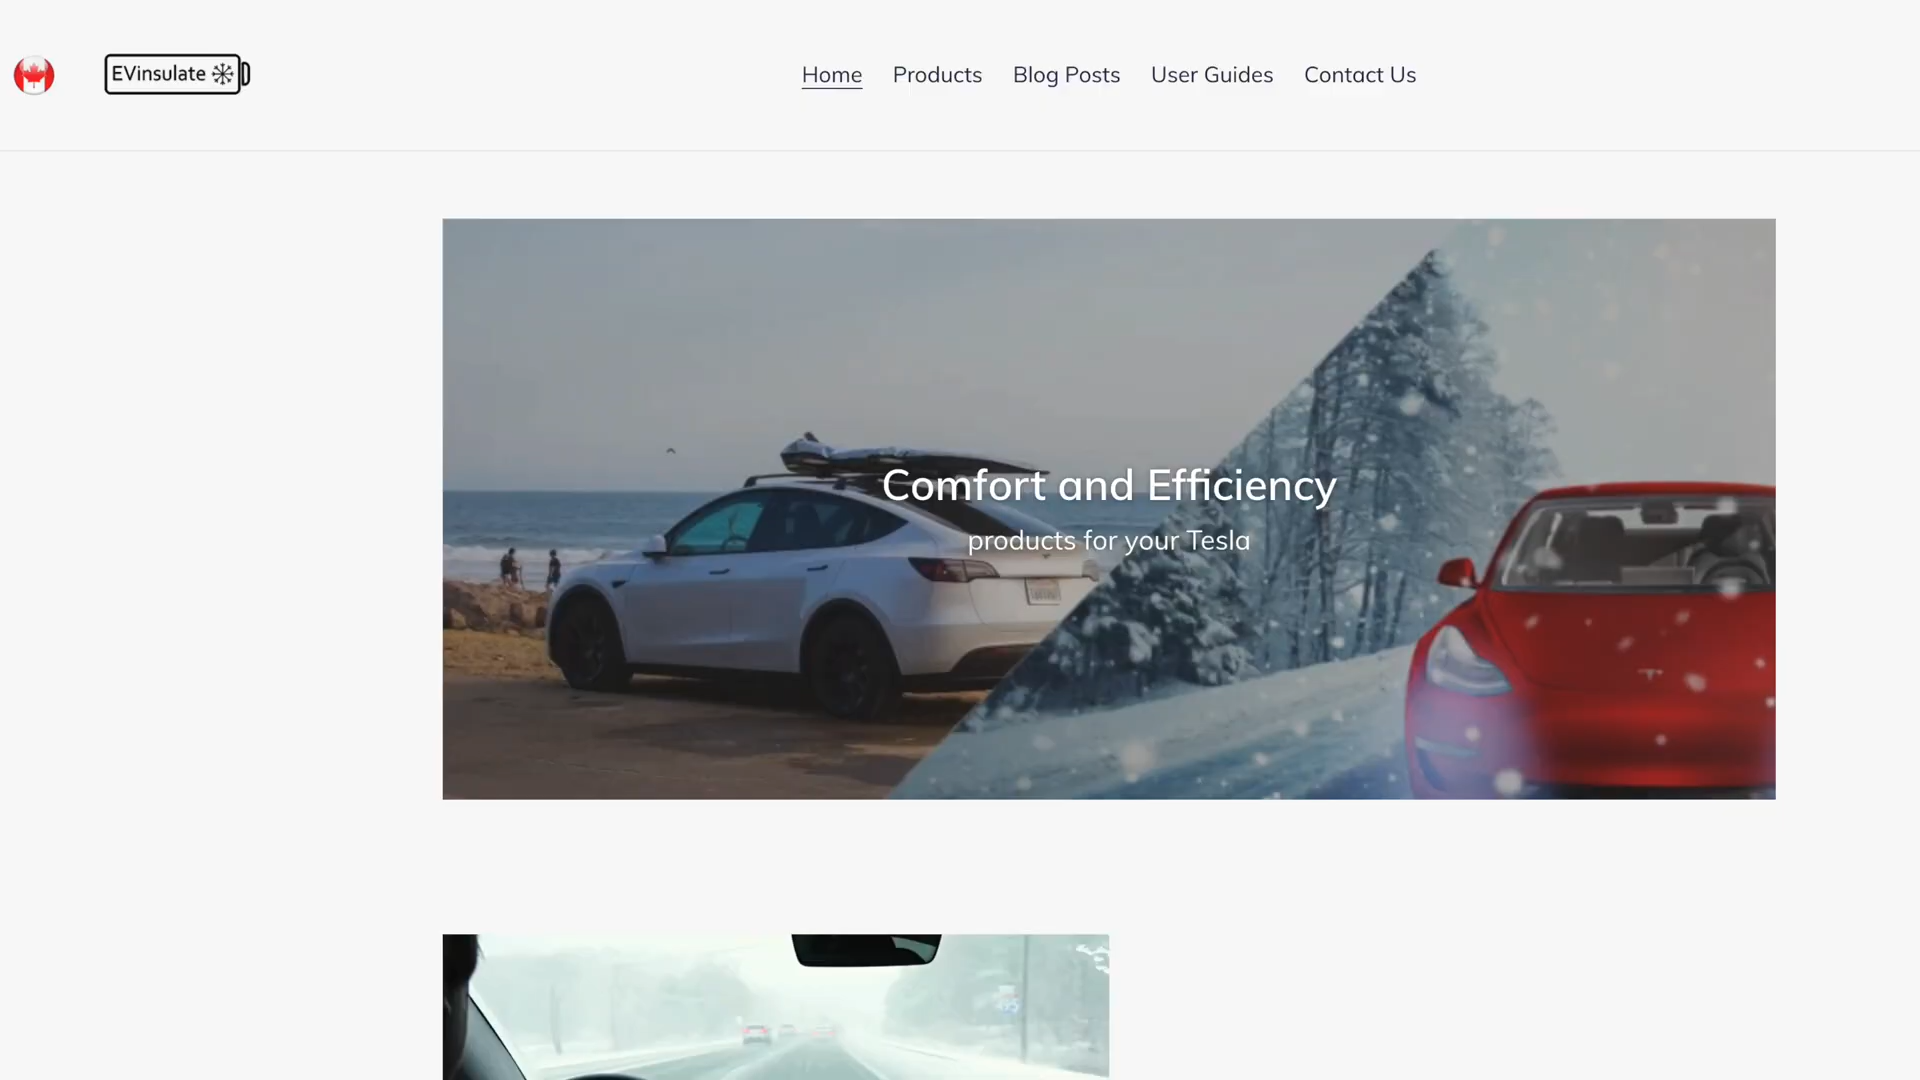 EVinsulate
Home
Products
Blog Posts
User Guides
Contact Us
Comfort and Efficiency
products for your Tesla